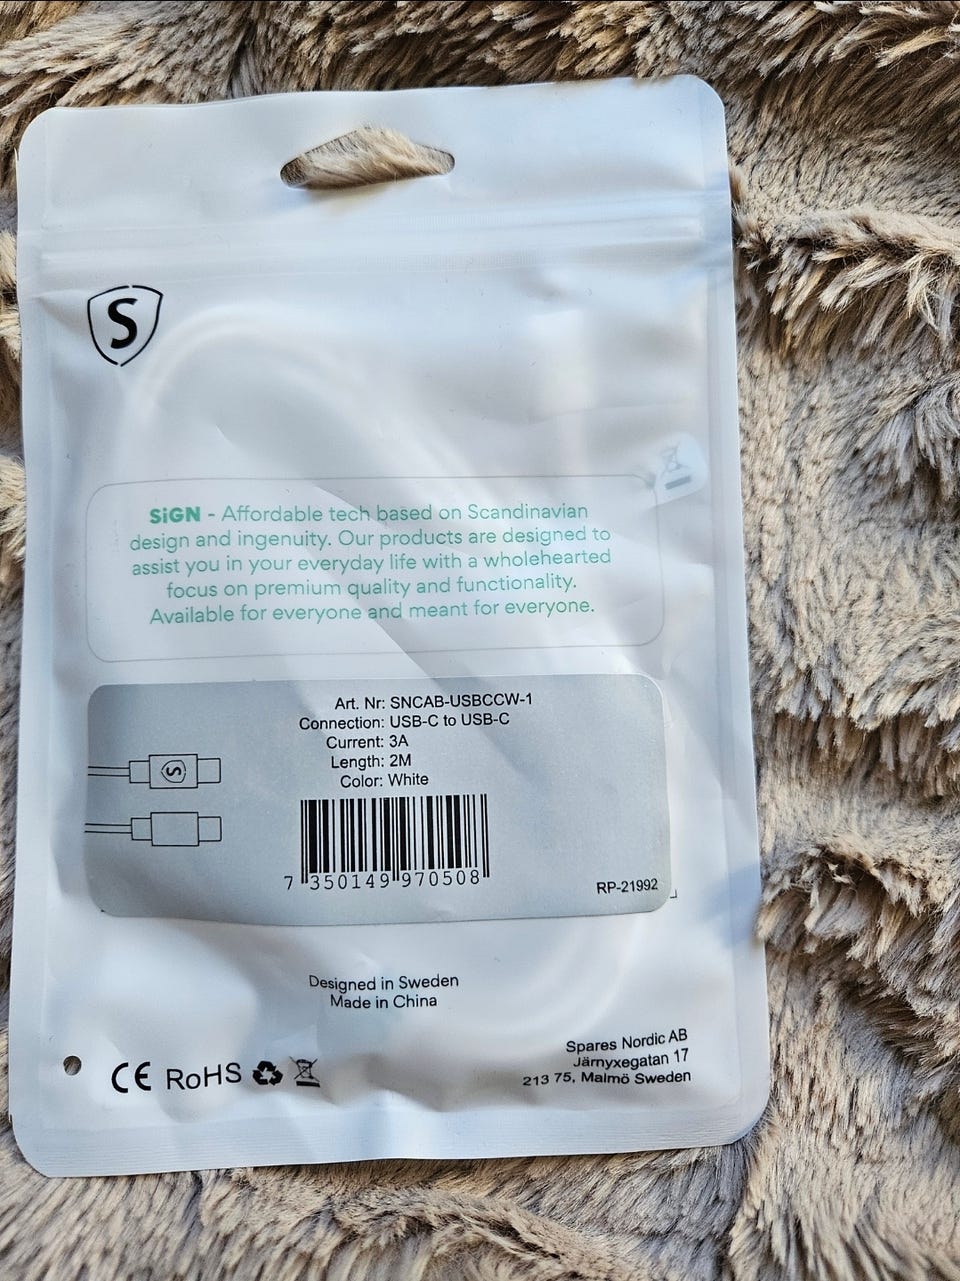 S
SiGN - Affordable tech based on Scandinavian
design and ingenuity. Our products are designed to
assist you in your everyday life with a wholehearted
focus on premium quality and functionality.
Available for everyone and meant for everyone.
Art. Nr: SNCAB-USBCCW-1
Connection: USB-C to USB-C
Current: 3A
Length: 2M
Color: White
S
7 350149 970508
RP-21992
Designed in Sweden
Made in China
CE RoHS
Spares Nordic AB
Järnyxegatan 17
213 75, Malmö Sweden